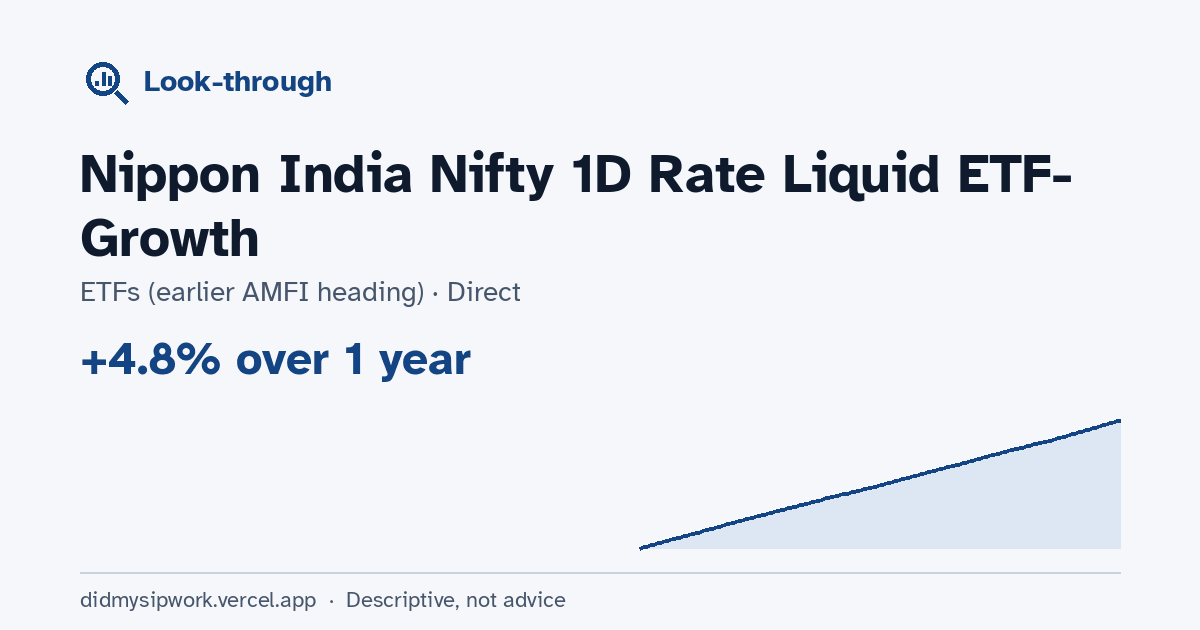 Look-through
Nippon India Nifty 1D Rate Liquid ETF-
Growth
ETFs (earlier AMFI heading) · Direct
+4.8% over 1 year
didmysipwork.vercel.app · Descriptive, not advice